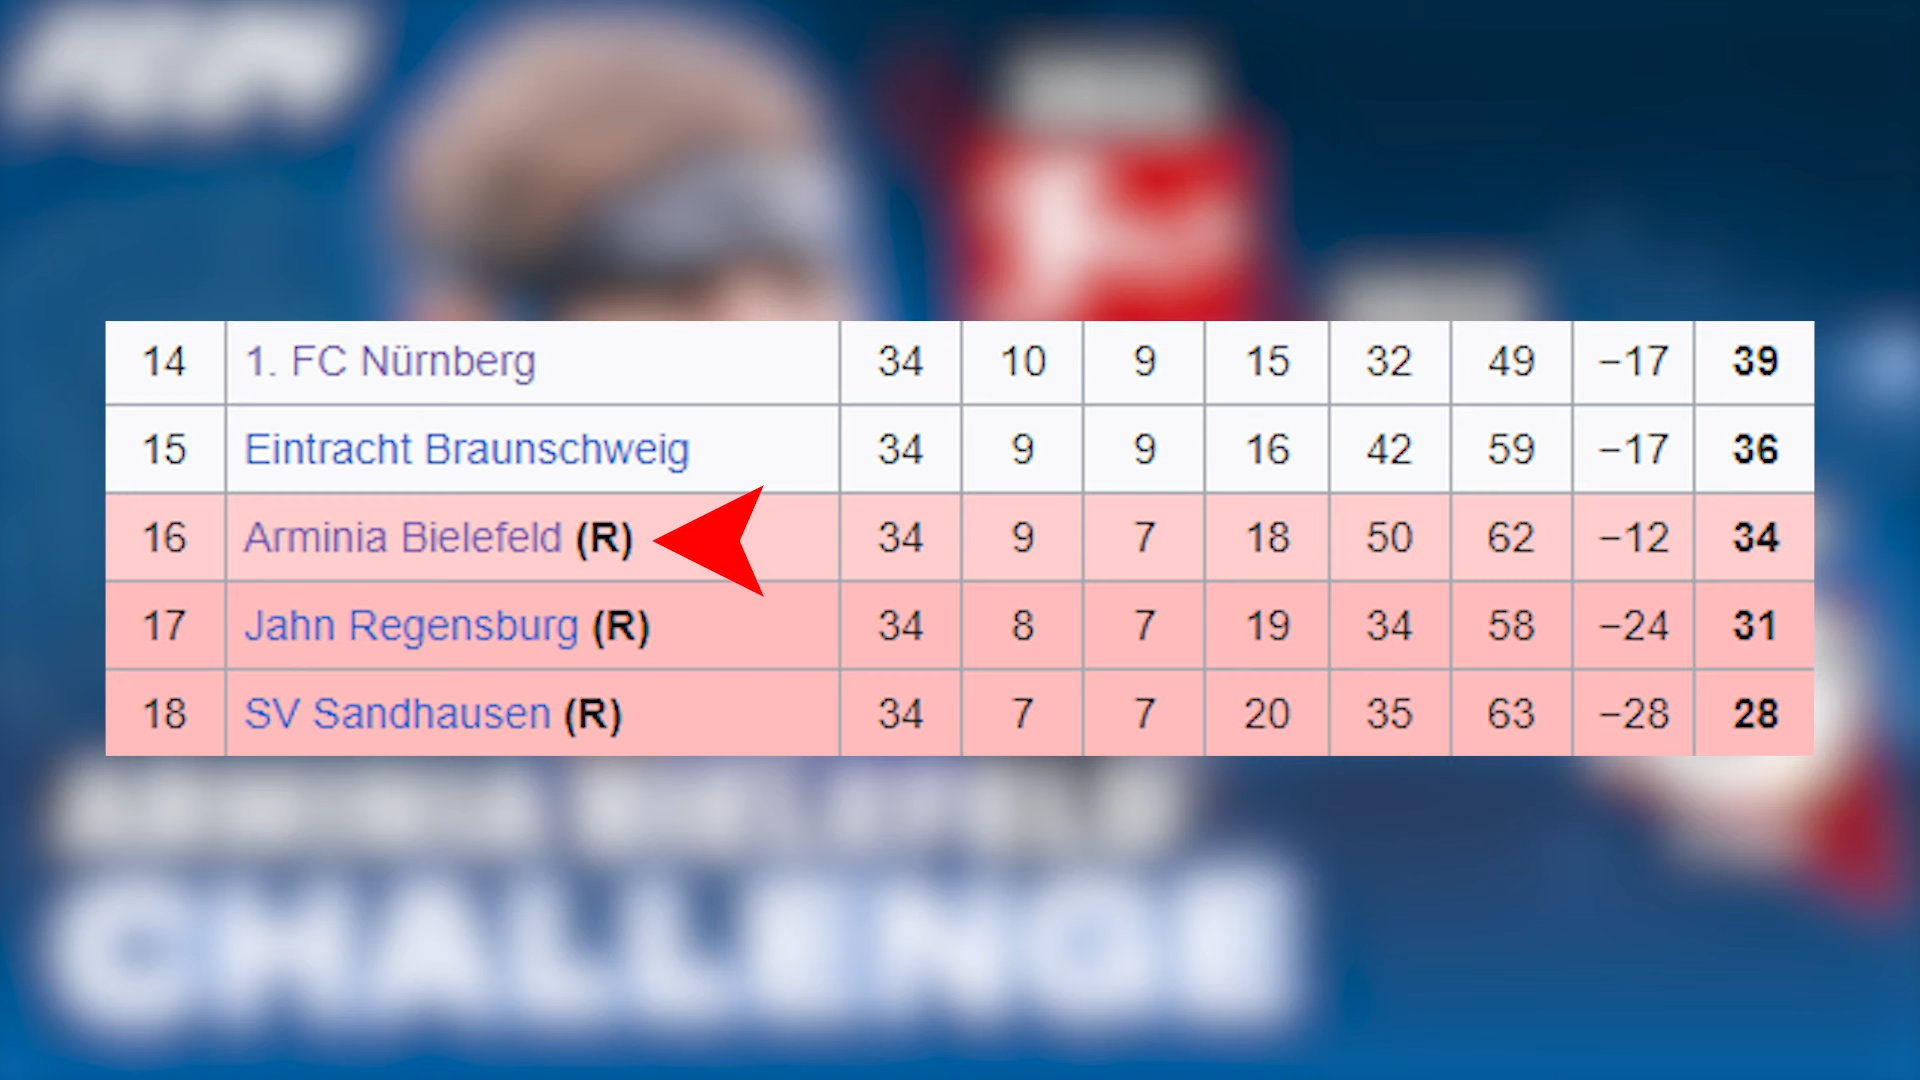 14 1. FC Nürnberg 34 10 9 15 32 49 −17 39
15 Eintracht Braunschweig 34 9 9 16 42 59 −17 36
16 Arminia Bielefeld (R) 34 9 7 18 50 62 −12 34
17 Jahn Regensburg (R) 34 8 7 19 34 58 −24 31
18 SV Sandhausen (R) 34 7 7 20 35 63 −28 28
CHALLENGE